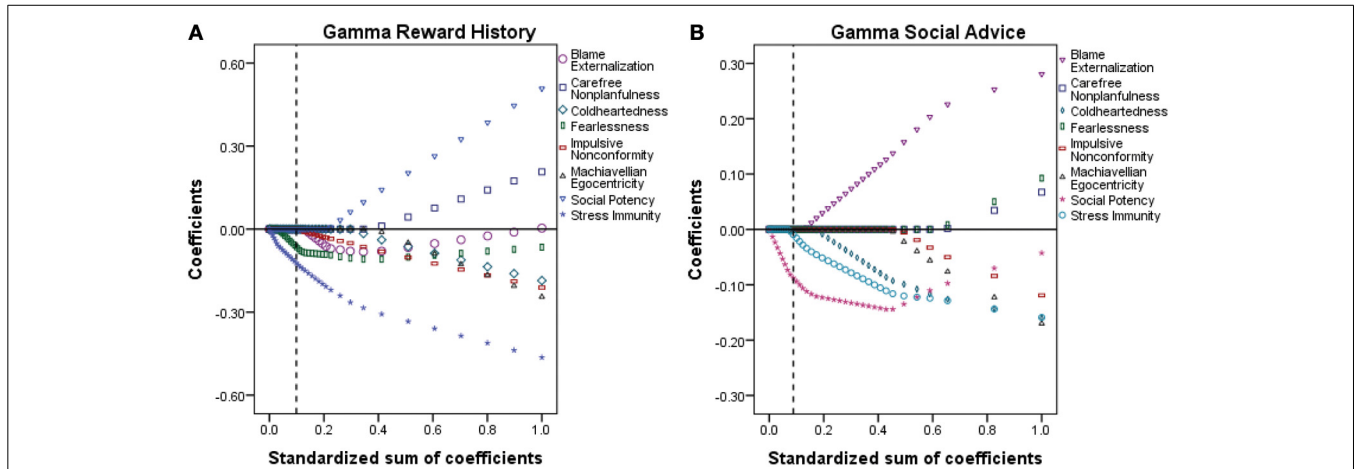 A
Gamma Reward History
Coefficients
0.60
0.30
0.00
-0.30
-0.60
0.0
0.2
0.4
0.6
0.8
1.0
Standardized sum of coefficients
Blame
Externalization
Carefree
Nonplanfulness
Coldheartedness
Fearlessness
Impulsive
Nonconformity
Machiavellian
Egocentricity
Social Potency
Stress Immunity
B
Gamma Social Advice
Coefficients
0.30
0.20
0.10
0.00
-0.10
-0.20
-0.30
0.0
0.2
0.4
0.6
0.8
1.0
Standardized sum of coefficients
Blame
Externalization
Carefree
Nonplanfulness
Coldheartedness
Fearlessness
Impulsive
Nonconformity
Machiavellian
Egocentricity
Social Potency
Stress Immunity